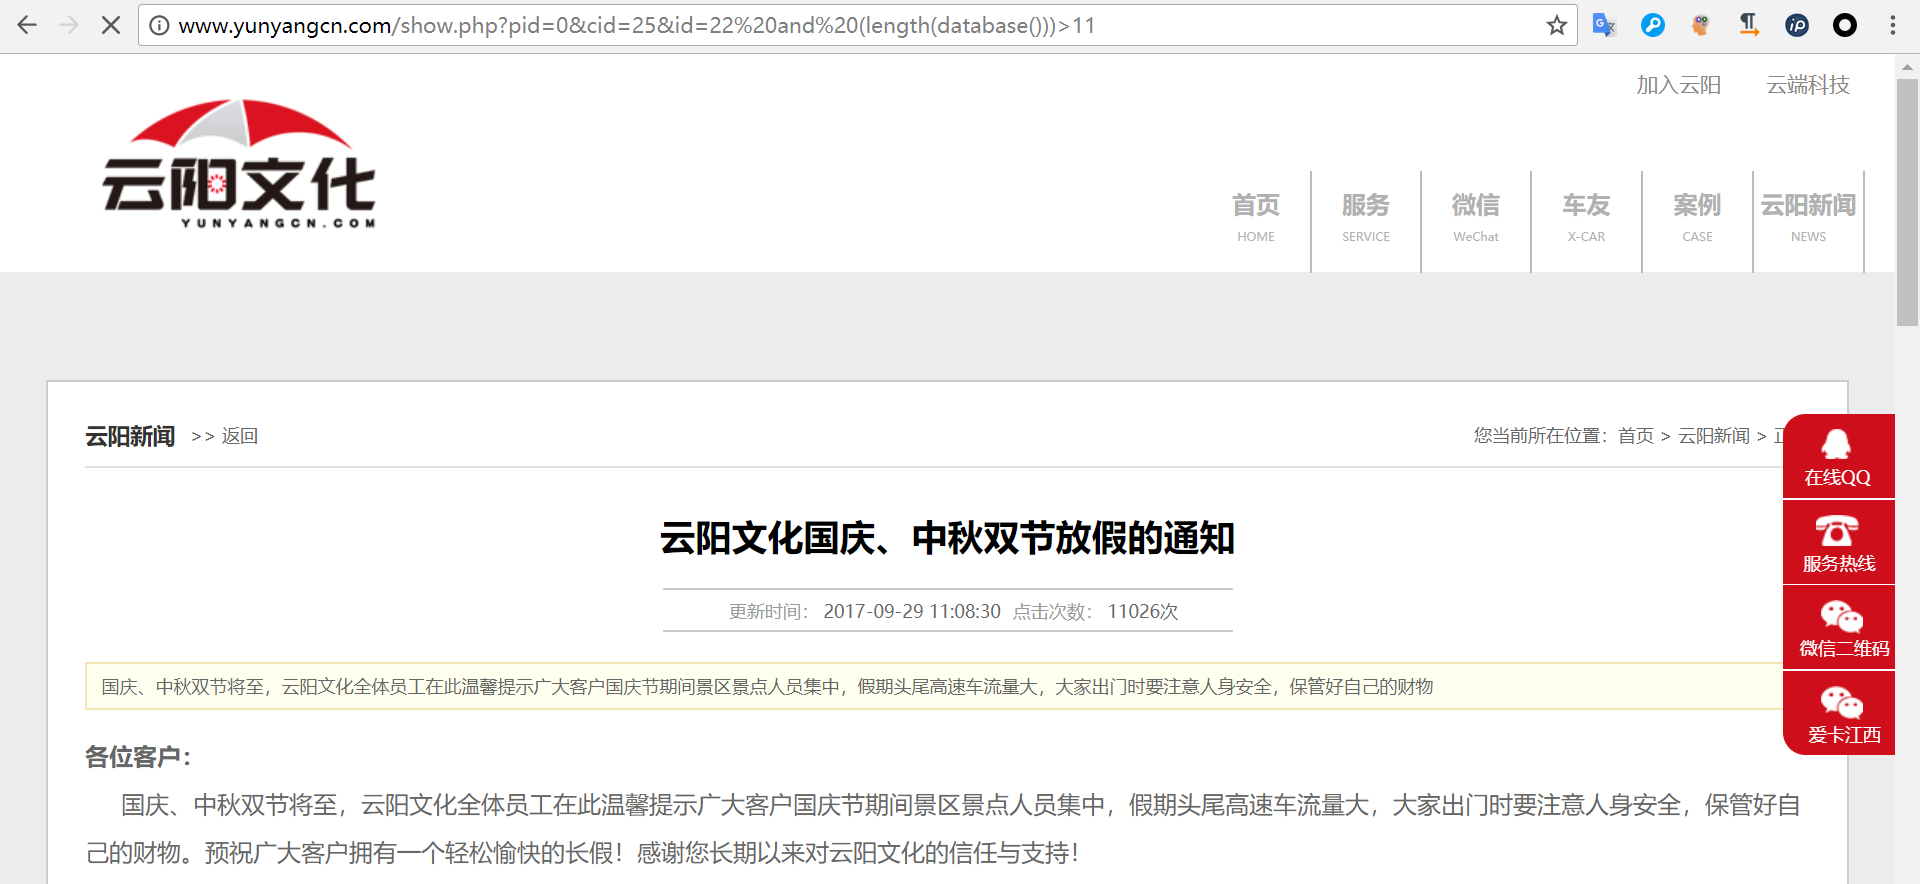 www.yunyangcn.com/show.php?pid=0&cid=25&id=22%20and%20(length(database()))>11
加入云阳 云端科技
云阳文化
YUNYANGCN.COM
首页 服务 微信 车友 案例 云阳新闻
HOME SERVICE WeChat X-CAR CASE NEWS
云阳新闻 >> 返回 您当前所在位置：首页 > 云阳新闻 >
云阳文化国庆、中秋双节放假的通知
更新时间： 2017-09-29 11:08:30 点击次数： 11026次
国庆、中秋双节将至，云阳文化全体员工在此温馨提示广大客户国庆节期间景区景点人员集中，假期头尾高速车流量大，大家出门时要注意人身安全，保管好自己的财物
各位客户：
国庆、中秋双节将至，云阳文化全体员工在此温馨提示广大客户国庆节期间景区景点人员集中，假期头尾高速车流量大，大家出门时要注意人身安全，保管好自
己的财物。预祝广大客户拥有一个轻松愉快的长假！感谢您长期以来对云阳文化的信任与支持！
在线QQ
服务热线
微信二维码
爱卡江西